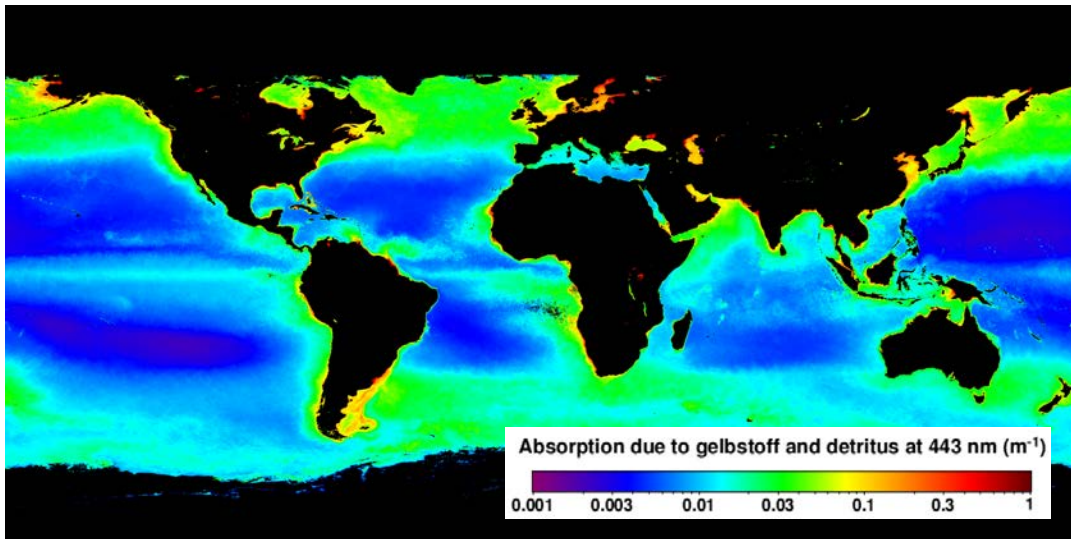 Absorption due to gelbstoff and detritus at 443 nm (m⁻¹)
0.001 0.003 0.01 0.03 0.1 0.3 1